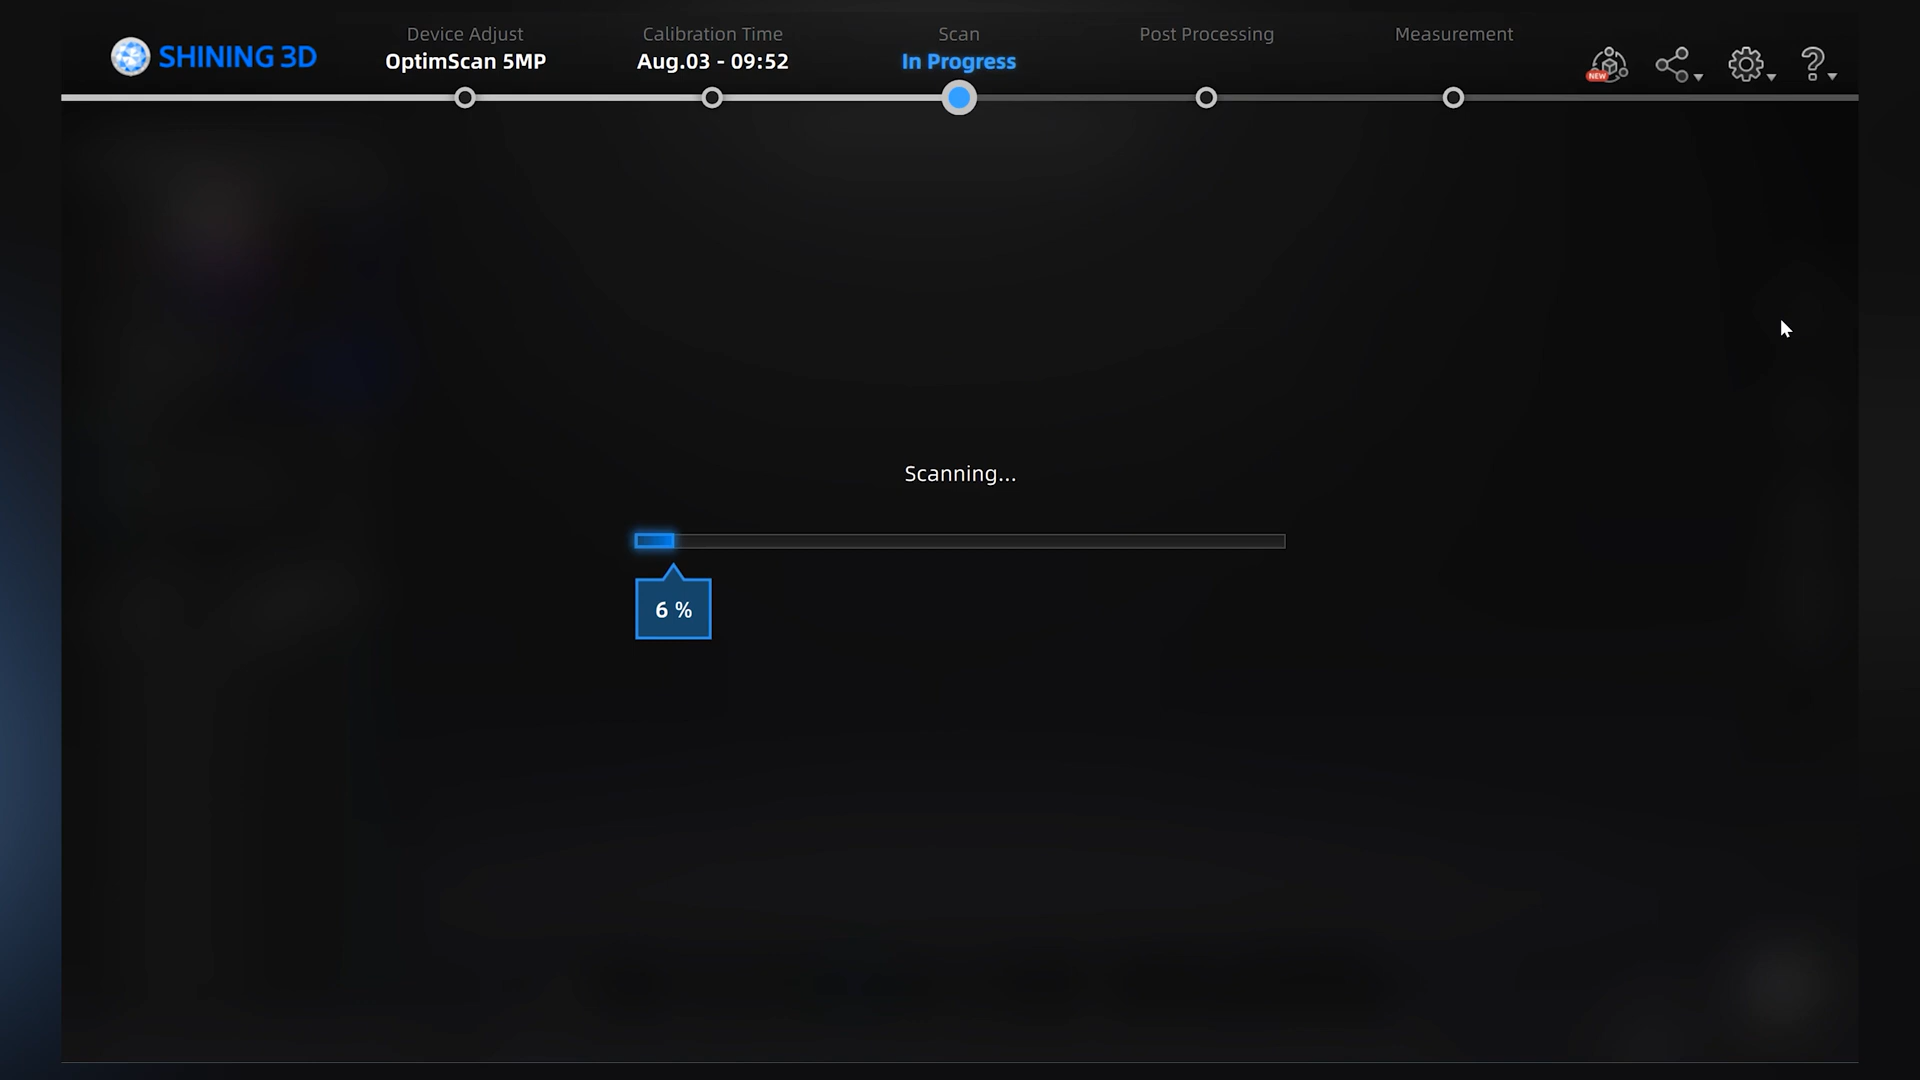 SHINING 3D
Device Adjust
OptimScan 5MP
Calibration Time
Aug.03 - 09:52
Scan
In Progress
Post Processing
Measurement
NEW
Scanning...
6 %